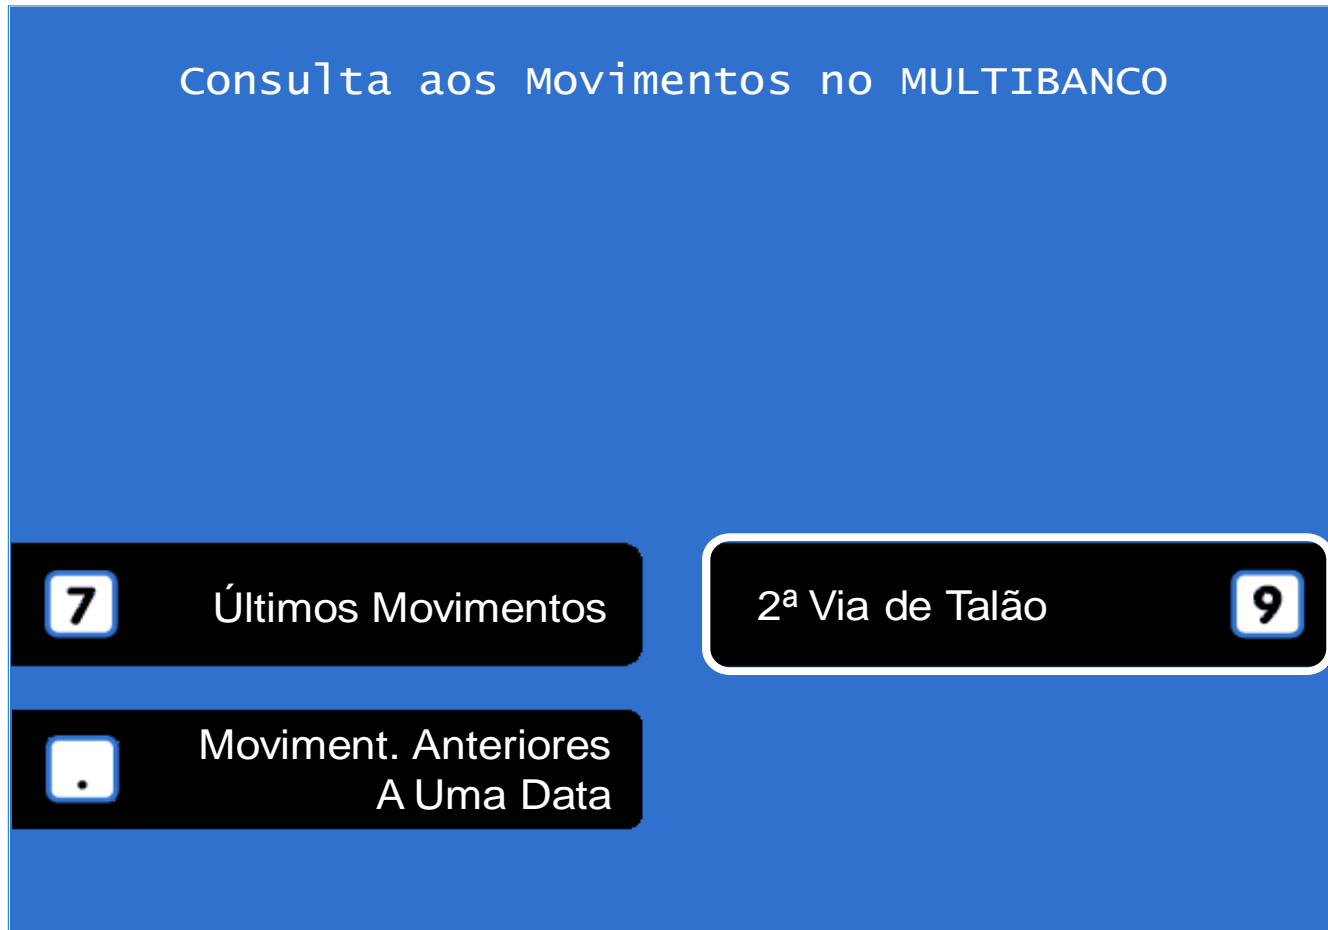 Consulta aos Movimentos no MULTIBANCO
7 Últimos Movimentos
2ª Via de Talão 9
. Moviment. Anteriores
A Uma Data